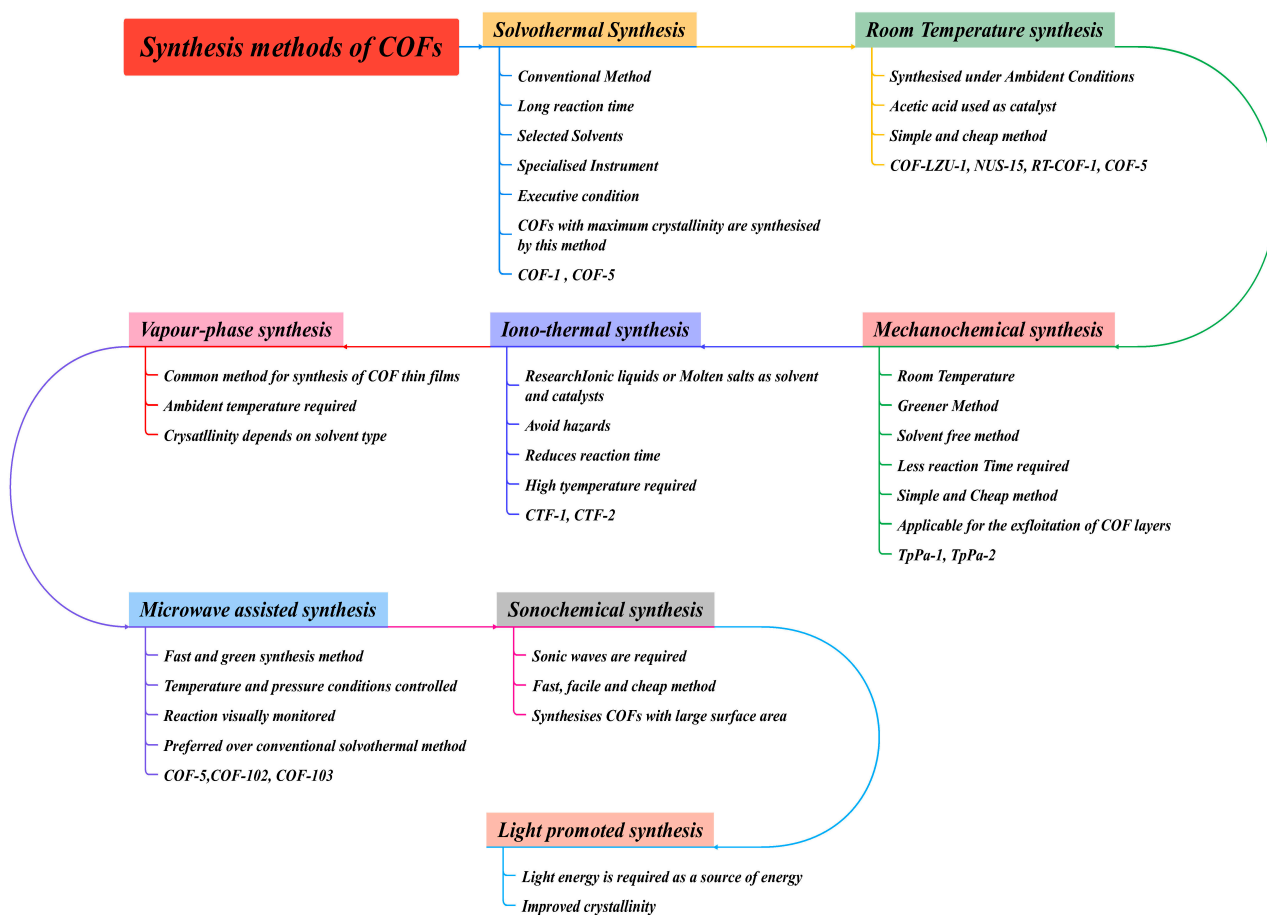 Synthesis methods of COFs
Solvothermal Synthesis
Conventional Method
Long reaction time
Selected Solvents
Specialised Instrument
Executive condition
COFs with maximum crystallinity are synthesised
by this method
COF-1 , COF-5
Room Temperature synthesis
Synthesised under Ambident Conditions
Acetic acid used as catalyst
Simple and cheap method
COF-LZU-1, NUS-15, RT-COF-1, COF-5
Mechanochemical synthesis
Room Temperature
Greener Method
Solvent free method
Less reaction Time required
Simple and Cheap method
Applicable for the exfloitation of COF layers
TpPa-1, TpPa-2
Iono-thermal synthesis
ResearchIonic liquids or Molten salts as solvent
and catalysts
Avoid hazards
Reduces reaction time
High tyemperature required
CTF-1, CTF-2
Vapour-phase synthesis
Common method for synthesis of COF thin films
Ambident temperature required
Crysatllinity depends on solvent type
Microwave assisted synthesis
Fast and green synthesis method
Temperature and pressure conditions controlled
Reaction visually monitored
Preferred over conventional solvothermal method
COF-5,COF-102, COF-103
Sonochemical synthesis
Sonic waves are required
Fast, facile and cheap method
Synthesises COFs with large surface area
Light promoted synthesis
Light energy is required as a source of energy
Improved crystallinity